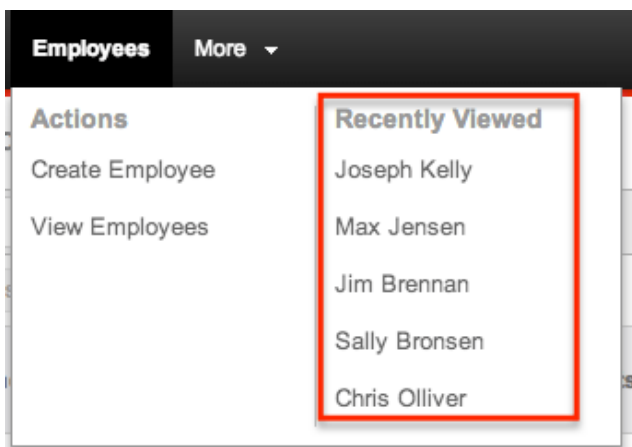 Employees More
Actions
Create Employee
View Employees
Recently Viewed
Joseph Kelly
Max Jensen
Jim Brennan
Sally Bronsen
Chris Olliver